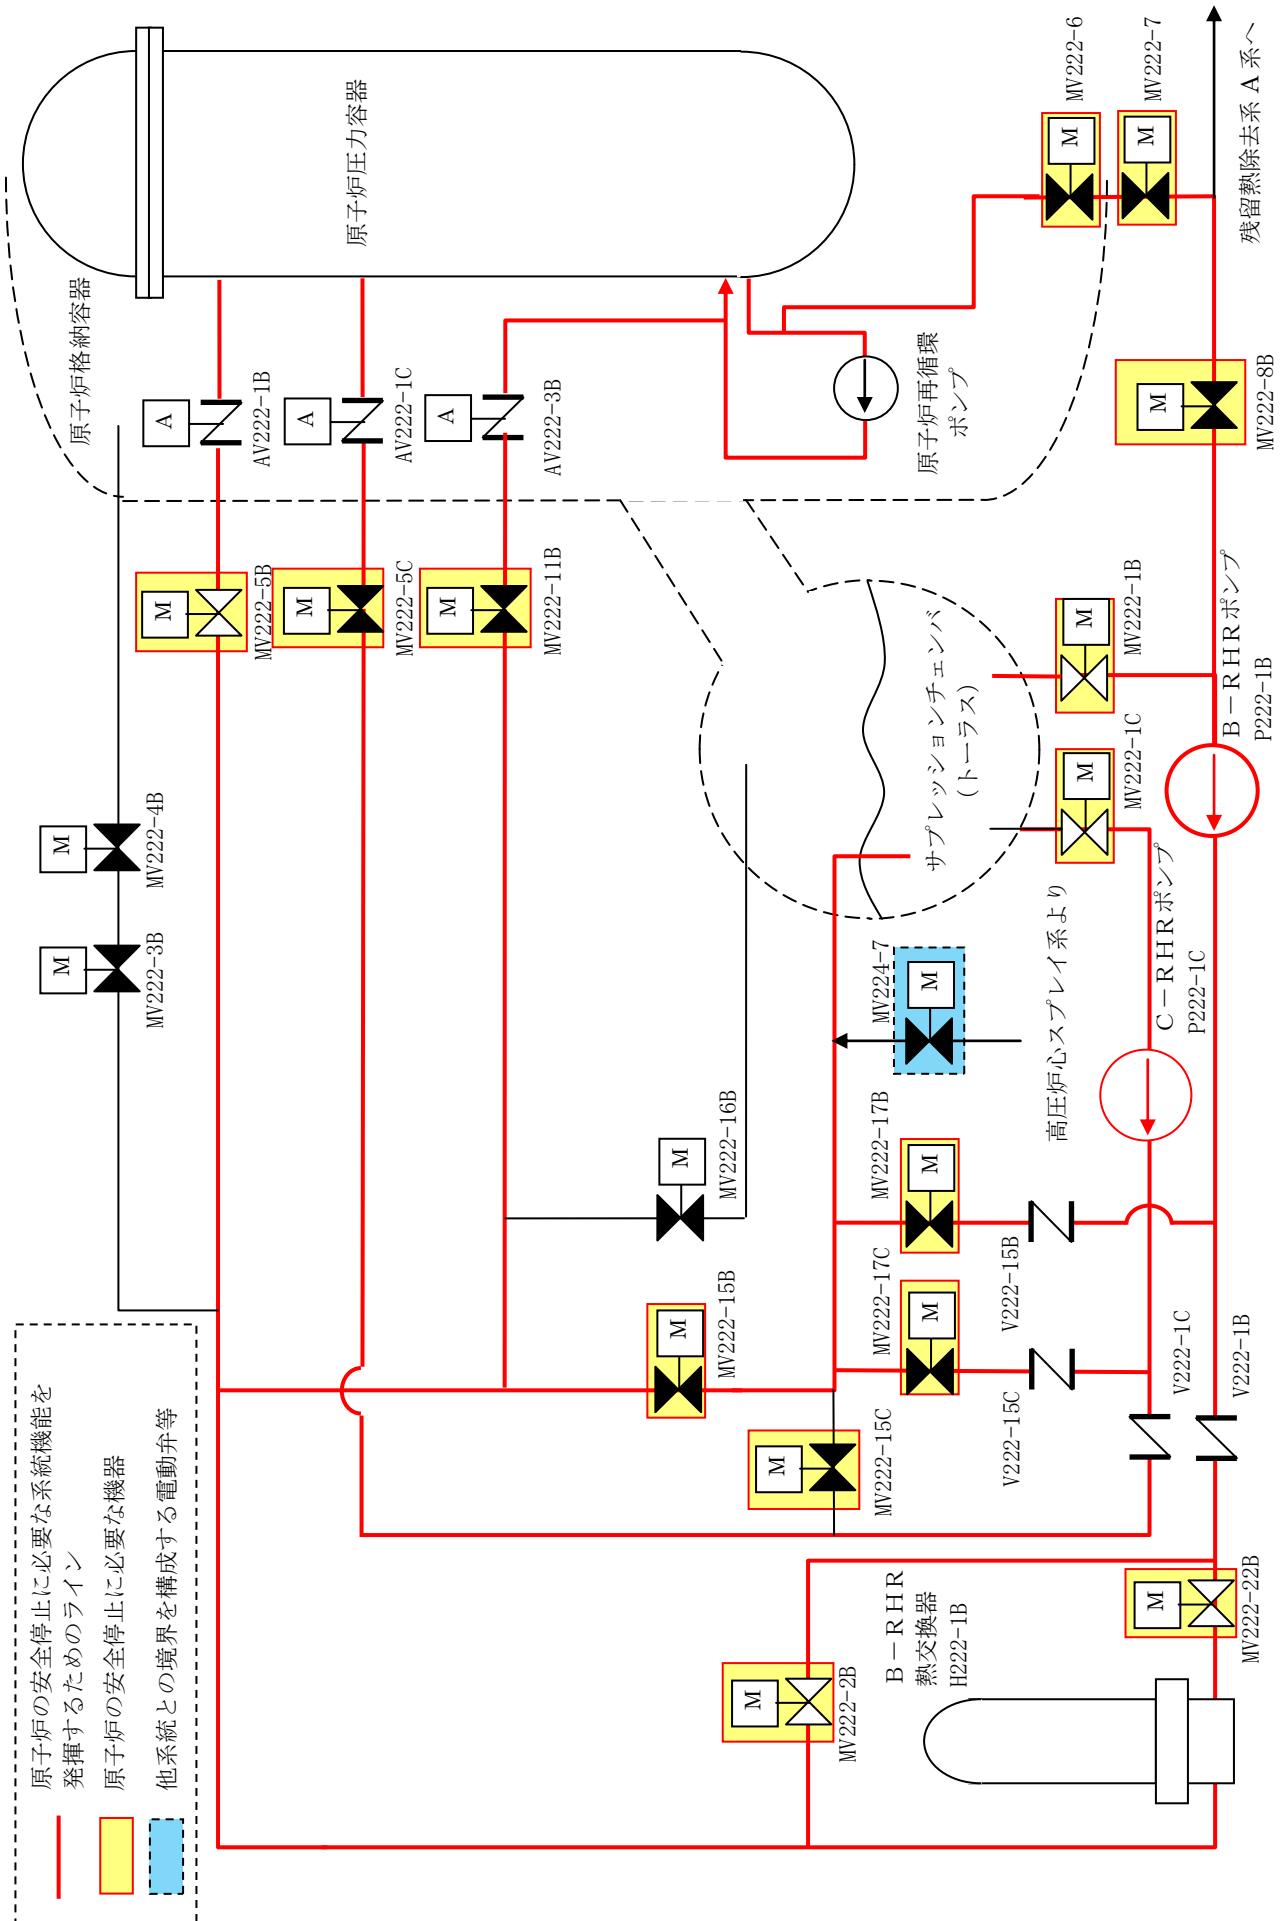 原子炉の安全停止に必要な系統機能を
発揮するためのライン
原子炉の安全停止に必要な機器
他系統との境界を構成する電動弁等
M
MV222-3B
M
MV222-4B
原子炉格納容器
M
MV222-5B
A
AV222-1B
原子炉圧力容器
M
MV222-5C
A
AV222-1C
M
MV222-11B
A
AV222-3B
M
MV222-16B
M
MV222-15B
M
MV222-15C
M
MV222-2B
B-RHR
熱交換器
H222-1B
M
MV222-22B
M
MV222-17C
M
MV222-17B
MV224-7
M
高圧炉心スプレイ系より
サプレッションチェンバ
(トーラス)
原子炉再循環
ポンプ
V222-15C
V222-15B
M
MV222-1C
M
MV222-1B
M
MV222-6
M
MV222-7
C-RHRポンプ
P222-1C
V222-1C
V222-1B
B-RHRポンプ
P222-1B
M
MV222-8B
残留熱除去系 A 系へ